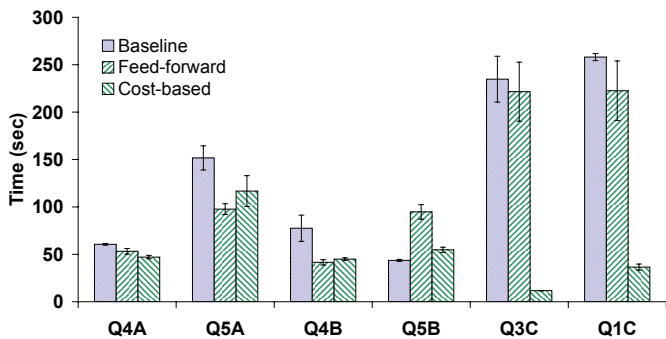 300
250
200
150
100
50
0
Time (sec)
Baseline
Feed-forward
Cost-based
Q4A Q5A Q4B Q5B Q3C Q1C